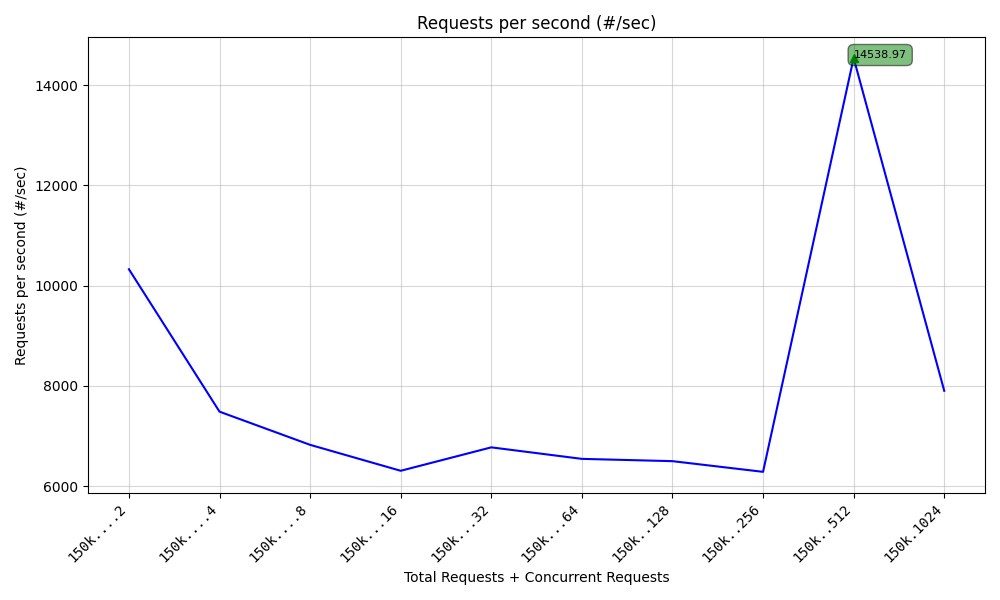 Requests per second (#/sec)
14538.97
Requests per second (#/sec)
14000
12000
10000
8000
6000
150k....2
150k....4
150k....8
150k...16
150k...32
150k...64
150k..128
150k..256
150k..512
150k.1024
Total Requests + Concurrent Requests